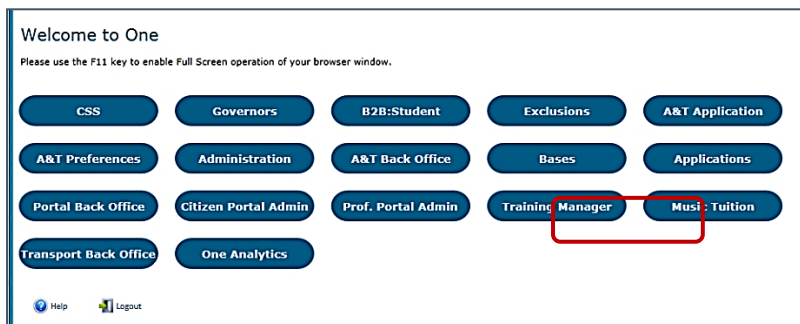 Welcome to One
Please use the F11 key to enable Full Screen operation of your browser window.
CSS Governors B2B:Student Exclusions A&T Application
A&T Preferences Administration A&T Back Office Bases Applications
Portal Back Office Citizen Portal Admin Prof. Portal Admin Training Manager Music Tuition
Transport Back Office One Analytics
Help Logout